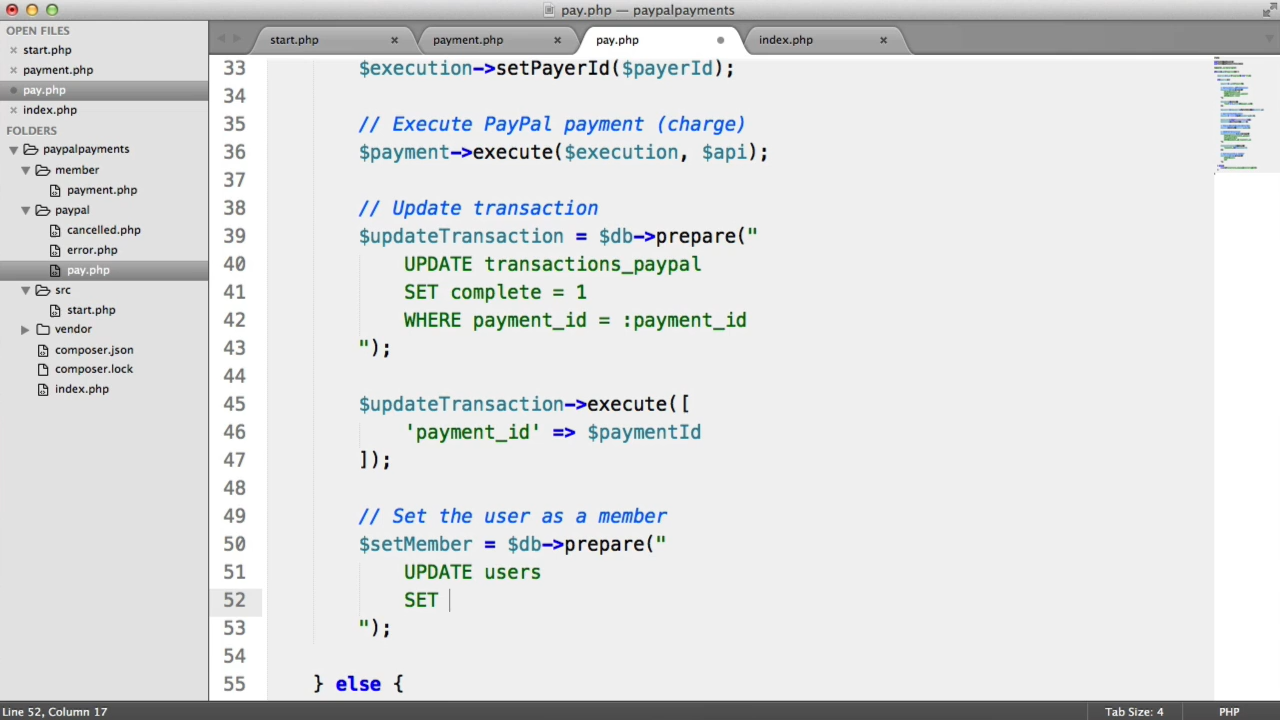 pay.php — paypalpayments
OPEN FILES
start.php
payment.php
pay.php
index.php
FOLDERS
paypalpayments
member
payment.php
paypal
cancelled.php
error.php
pay.php
src
start.php
vendor
composer.json
composer.lock
index.php
start.php
payment.php
pay.php
index.php
33 $execution->setPayerId($payerId);
34
35 // Execute PayPal payment (charge)
36 $payment->execute($execution, $api);
37
38 // Update transaction
39 $updateTransaction = $db->prepare("
40 UPDATE transactions_paypal
41 SET complete = 1
42 WHERE payment_id = :payment_id
43 ");
44
45 $updateTransaction->execute([
46 'payment_id' => $paymentId
47 ]);
48
49 // Set the user as a member
50 $setMember = $db->prepare("
51 UPDATE users
52 SET
53 ");
54
55 } else {
Line 52, Column 17
Tab Size: 4
PHP